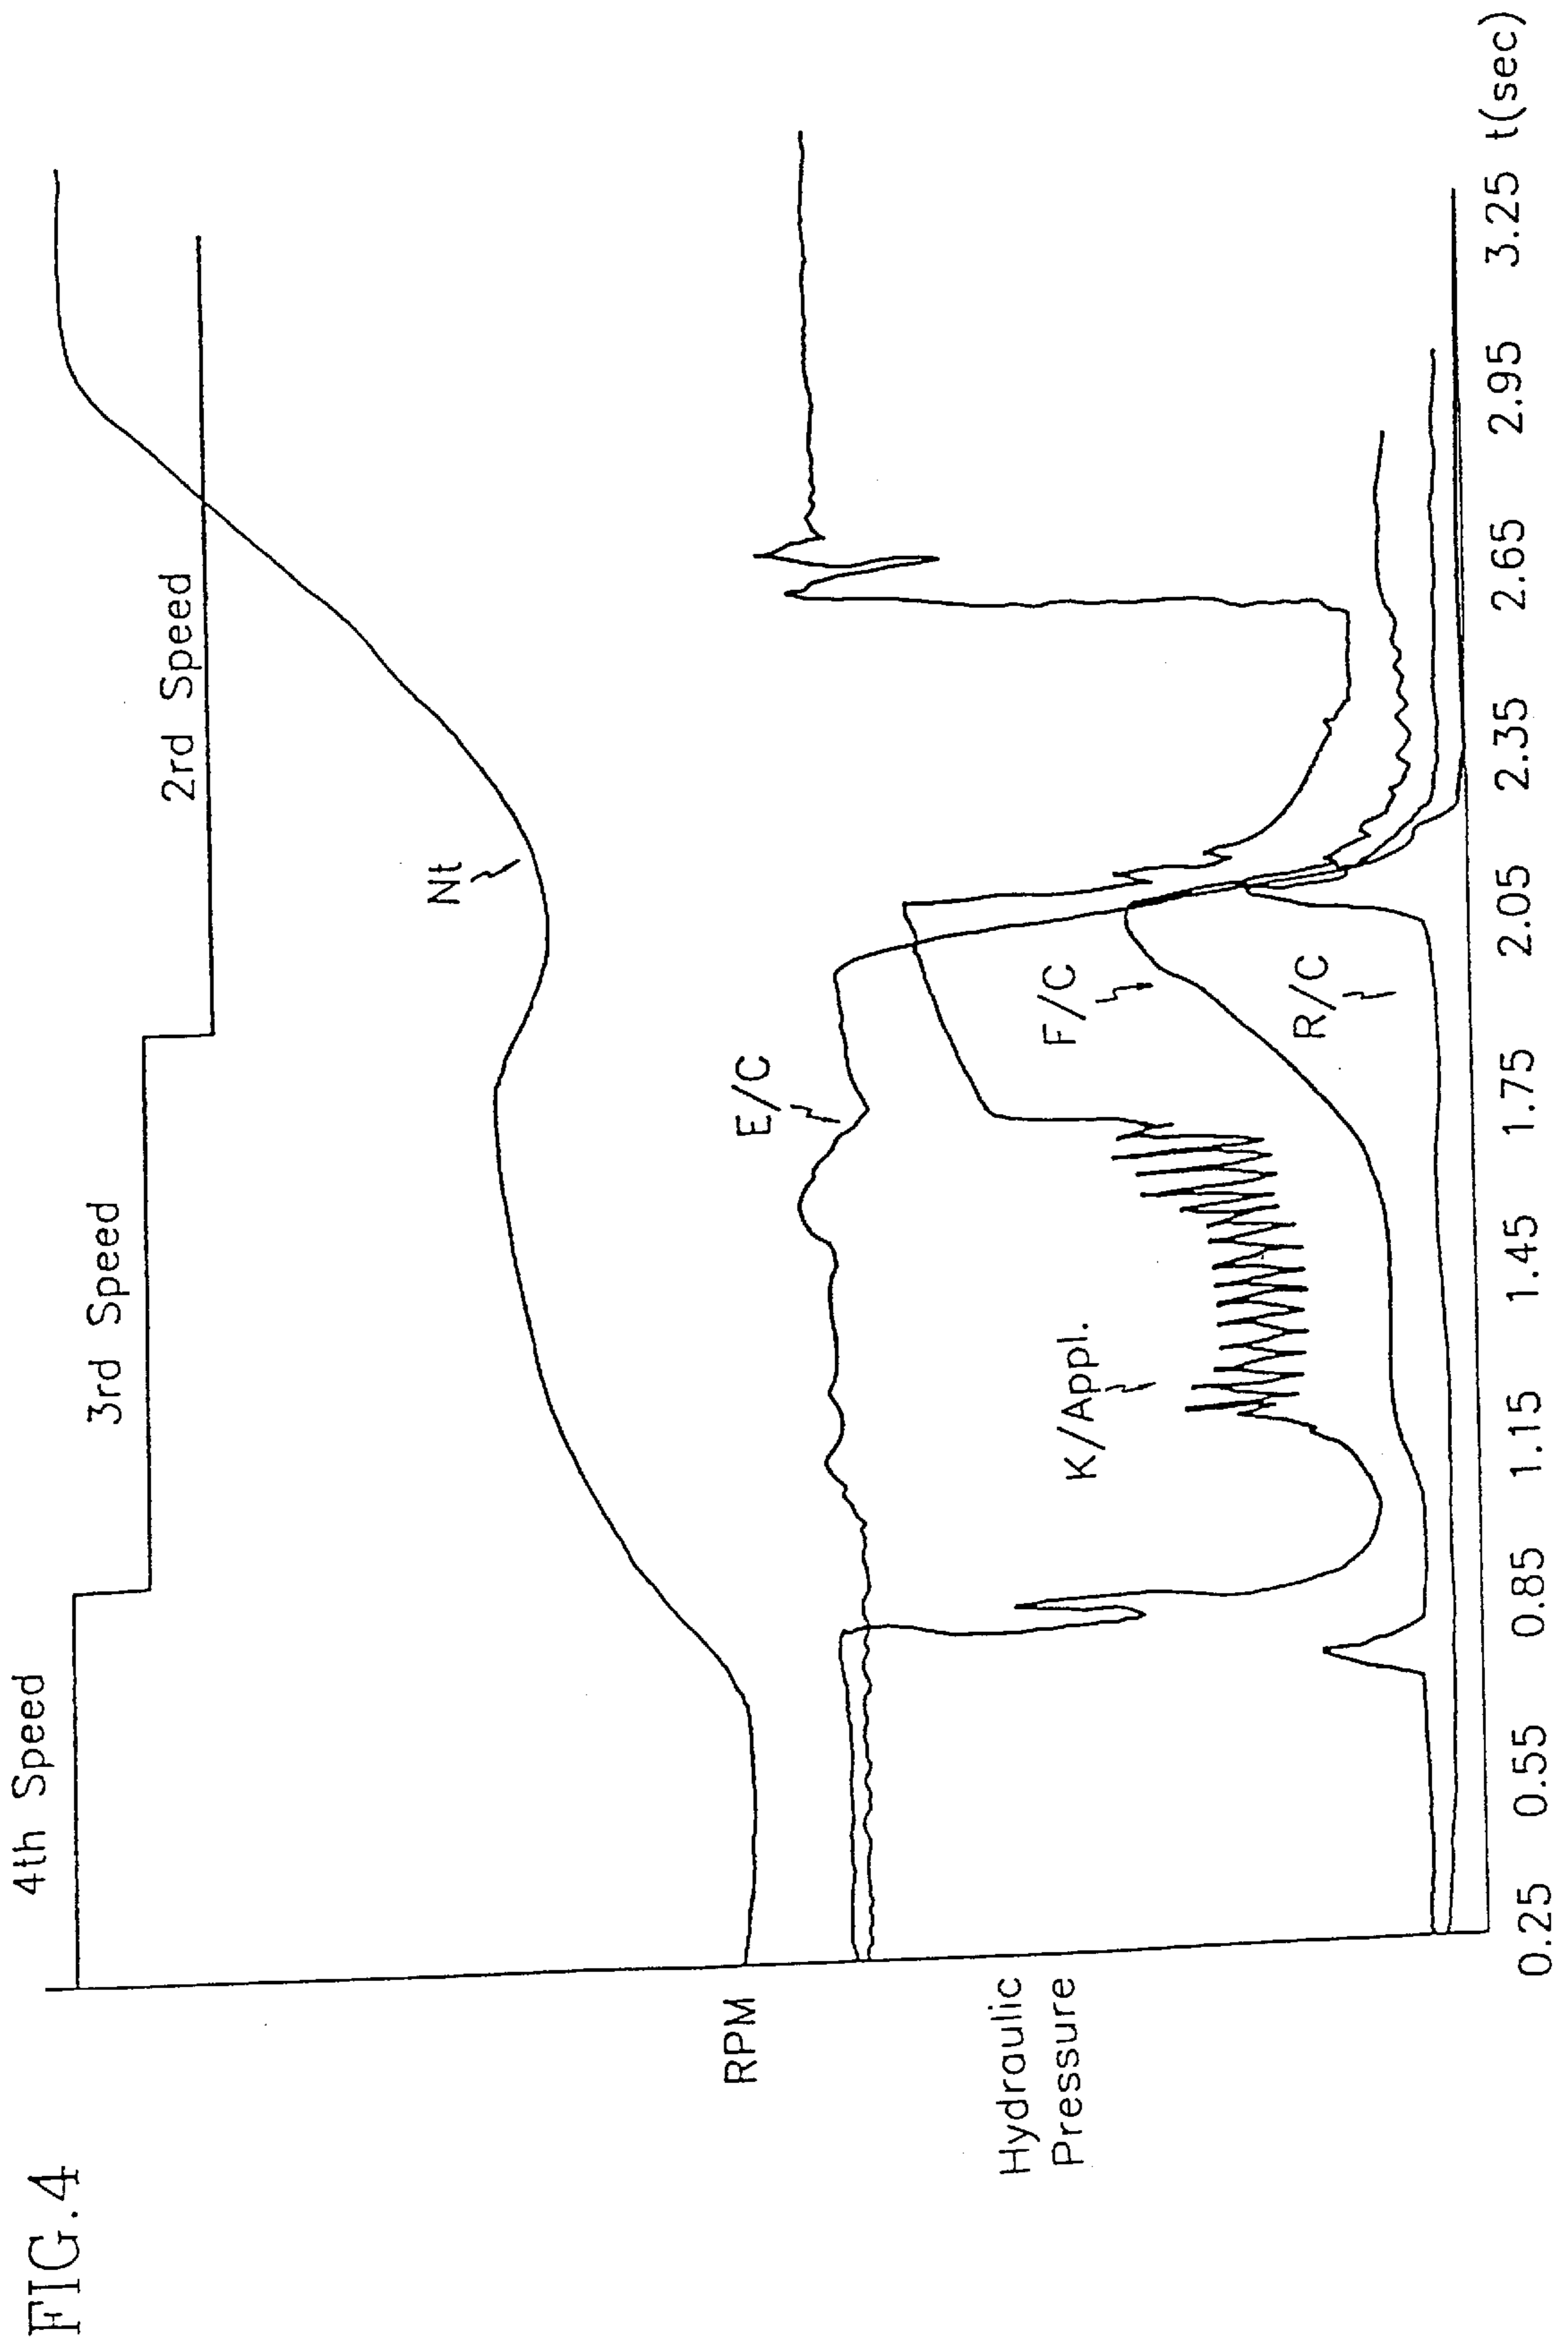 FIG.4
4th Speed
3rd Speed
2rd Speed
Nt
RPM
E/C
Hydraulic
Pressure
K/Appl.
F/C
R/C
0.25 0.55 0.85 1.15 1.45 1.75 2.05 2.35 2.65 2.95 3.25 t(sec)